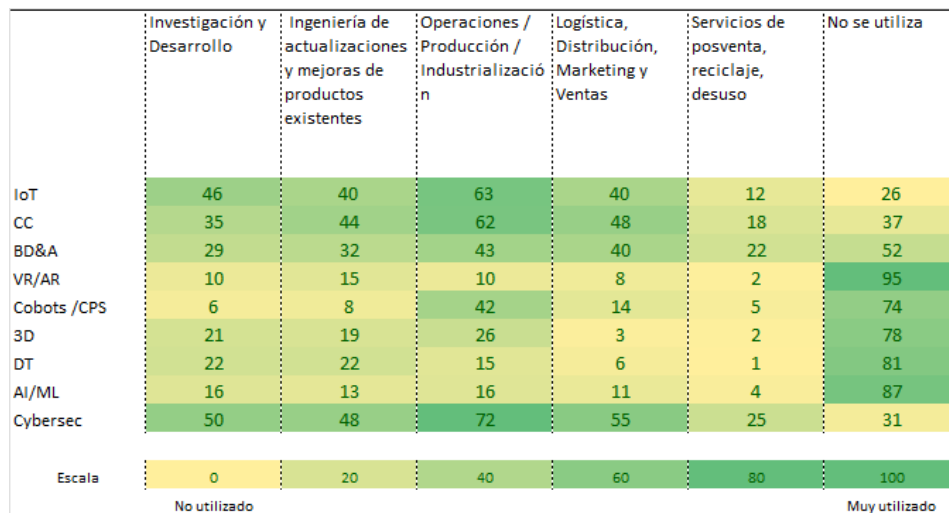 Investigación y Desarrollo	Ingeniería de actualizaciones y mejoras de productos existentes	Operaciones / Producción / Industrialización	Logística, Distribución, Marketing y Ventas	Servicios de posventa, reciclaje, desuso	No se utiliza
IoT	46	40	63	40	12	26
CC	35	44	62	48	18	37
BD&A	29	32	43	40	22	52
VR/AR	10	15	10	8	2	95
Cobots /CPS	6	8	42	14	5	74
3D	21	19	26	3	2	78
DT	22	22	15	6	1	81
AI/ML	16	13	16	11	4	87
Cybersec	50	48	72	55	25	31
Escala	0	20	40	60	80	100
No utilizado	Muy utilizado